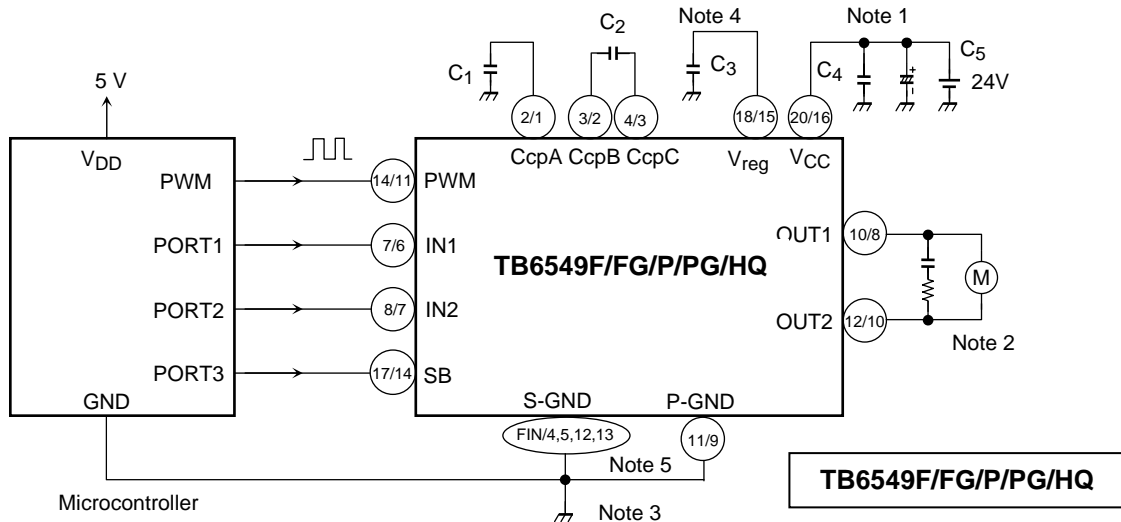 C2
Note 4
Note 1
C1
C3
C4
C5
+
-
24V
5 V
2/1
3/2
4/3
18/15
20/16
VDD
CcpA CcpB CcpC
Vreg
VCC
PWM
14/11
PWM
PORT1
7/6
IN1
OUT1
10/8
TB6549F/FG/P/PG/HQ
M
PORT2
8/7
IN2
OUT2
12/10
Note 2
PORT3
17/14
SB
GND
S-GND
P-GND
FIN/4,5,12,13
11/9
Note 5
TB6549F/FG/P/PG/HQ
Microcontroller
Note 3